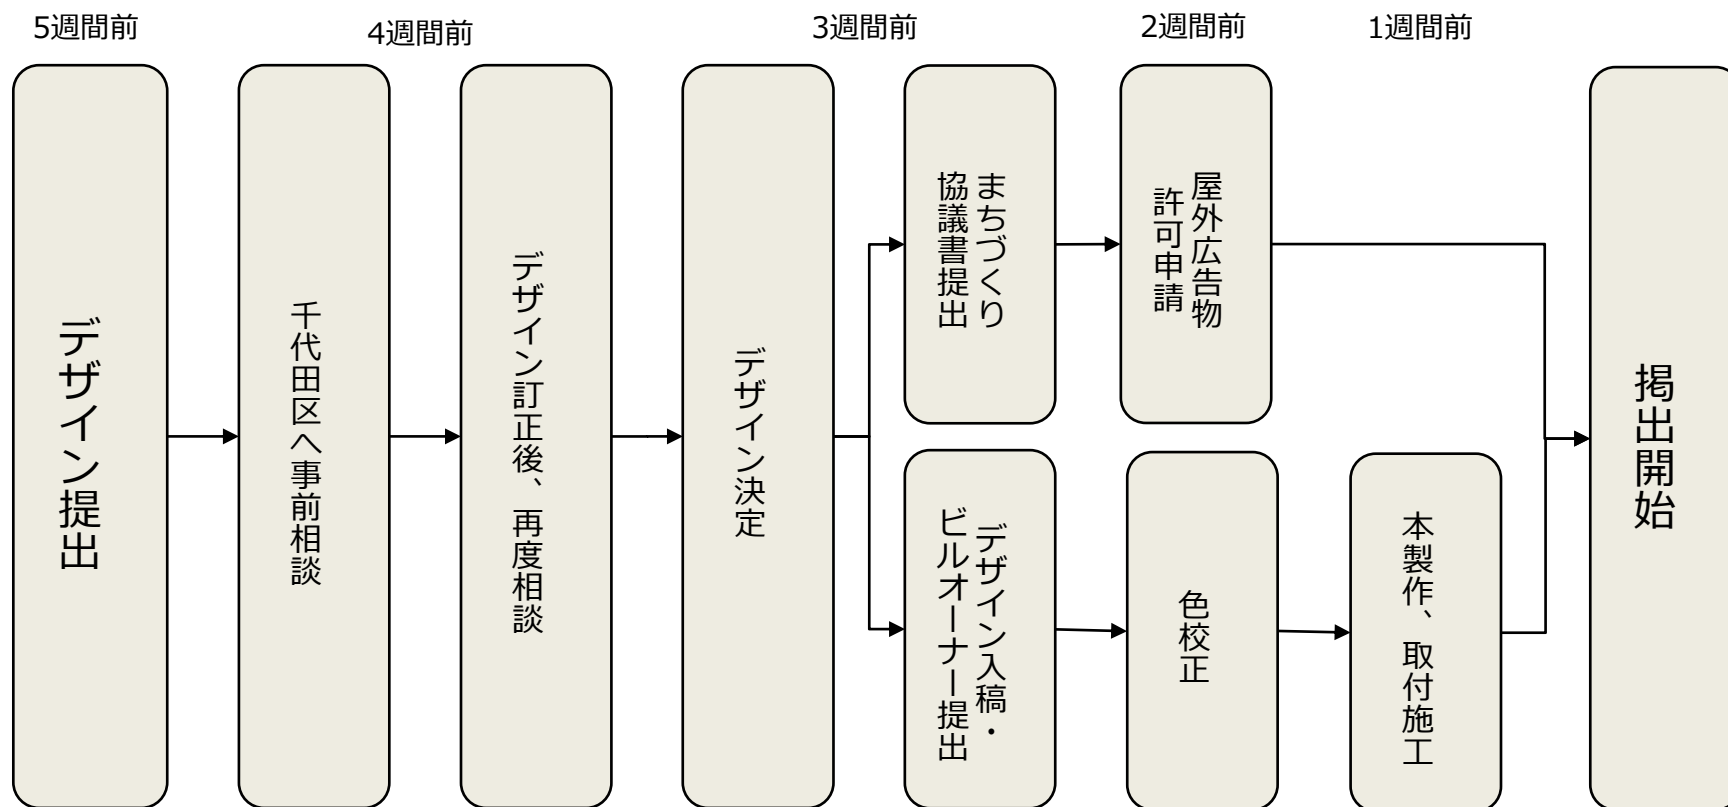 5週間前
4週間前
3週間前
2週間前
1週間前
デザイン提出
千代田区へ事前相談
デザイン訂正後、再度相談
デザイン決定
まちづくり
協議書提出
屋外広告物
許可申請
デザイン入稿・
ビルオーナー提出
色校正
本製作、取付施工
掲出開始